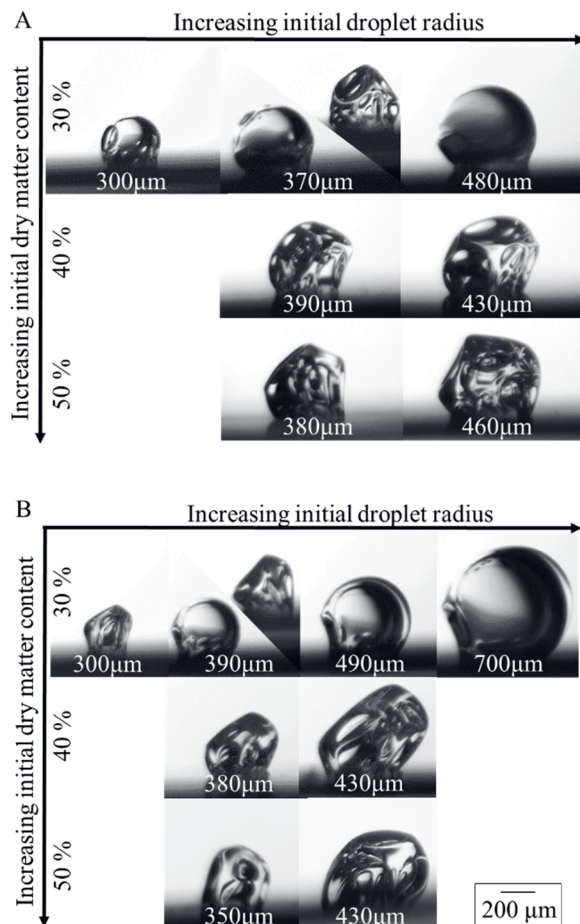 A
Increasing initial droplet radius
Increasing initial dry matter content
30 %
300μm
370μm
480μm
40 %
390μm
430μm
50 %
380μm
460μm
B
Increasing initial droplet radius
Increasing initial dry matter content
30 %
300μm
390μm
490μm
700μm
40 %
380μm
430μm
50 %
350μm
430μm
200 μm